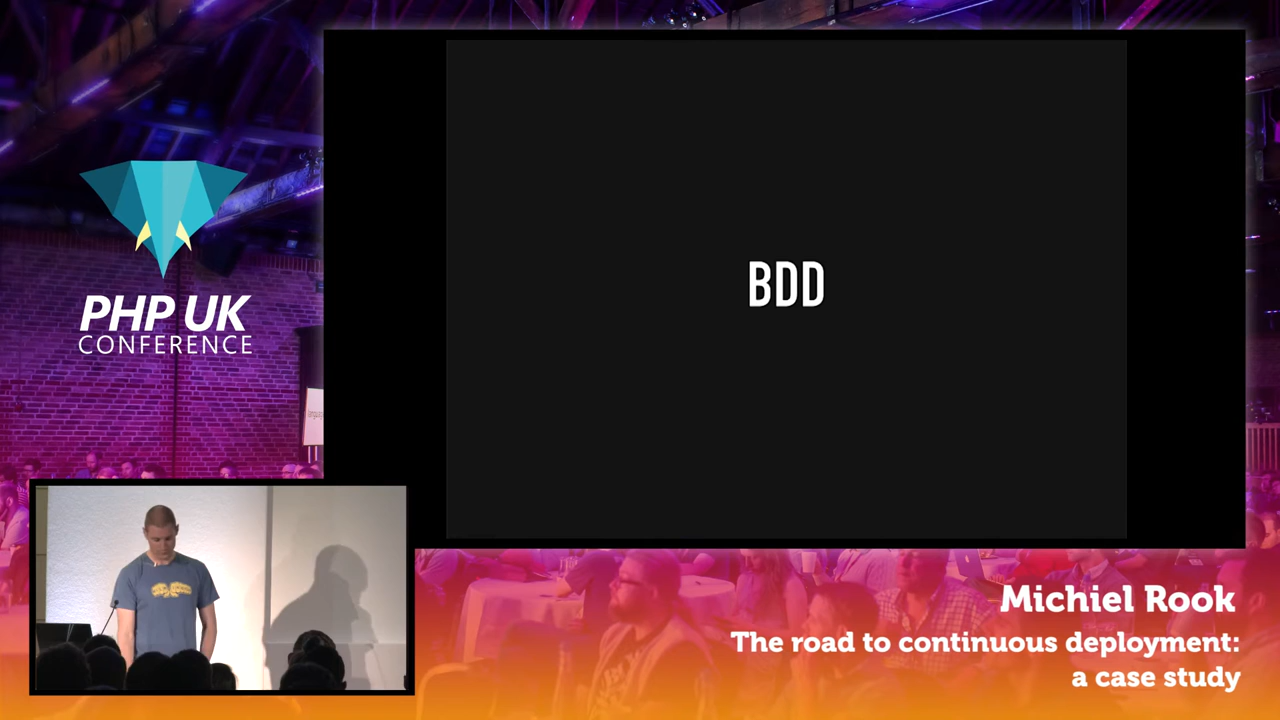 PHP UK
CONFERENCE
BDD
Michiel Rook
The road to continuous deployment:
a case study